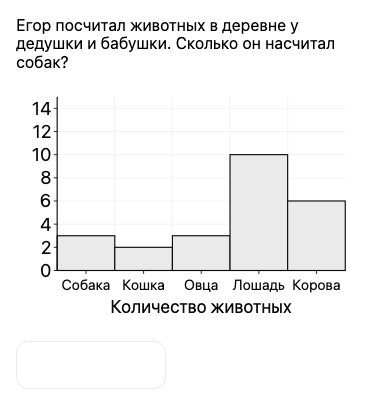 Егор посчитал животных в деревне у
дедушки и бабушки. Сколько он насчитал
собак?
14
12
10
8
6
4
2
0
Собака Кошка Овца Лошадь Корова
Количество животных